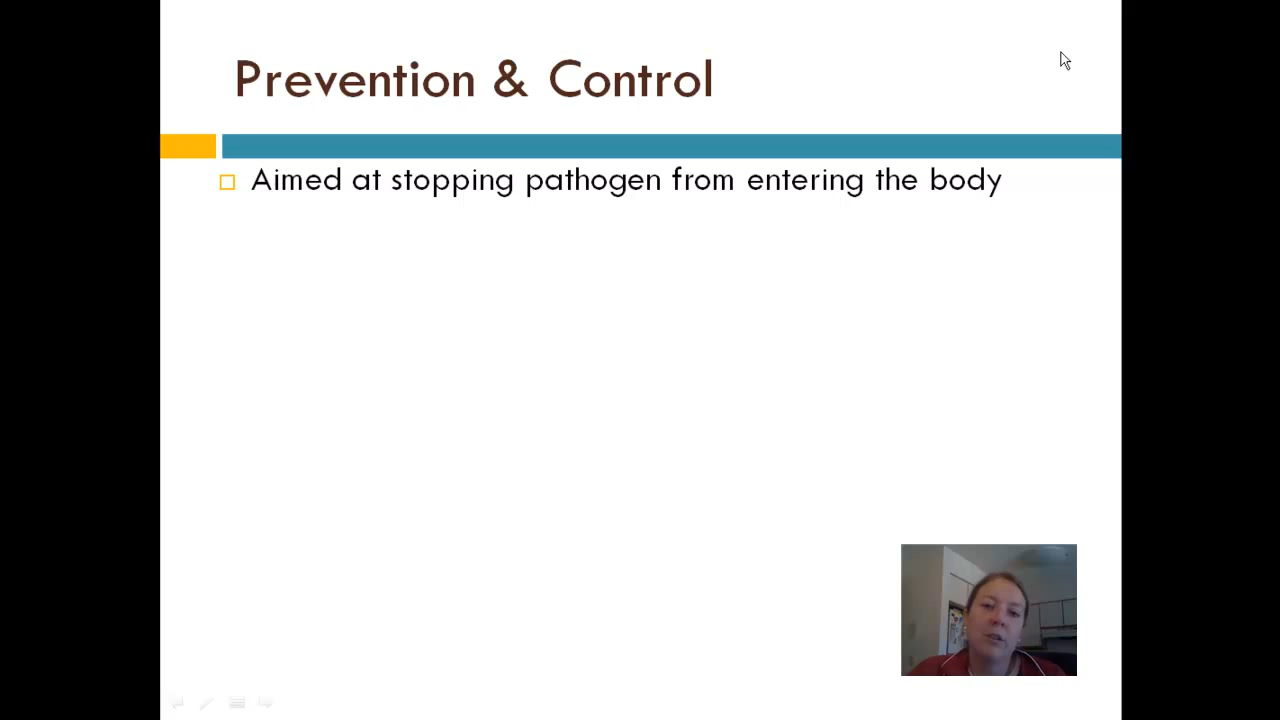 Prevention & Control
Aimed at stopping pathogen from entering the body